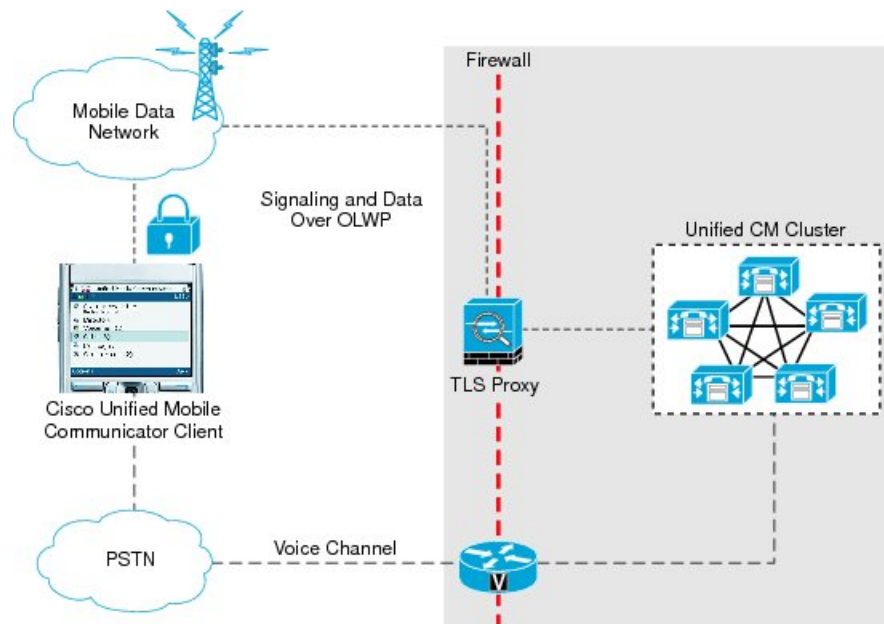 Firewall
Mobile Data
Network
Signaling and Data
Over OLWP
Unified CM Cluster
TLS Proxy
Cisco Unified Mobile
Communicator Client
PSTN
Voice Channel
V